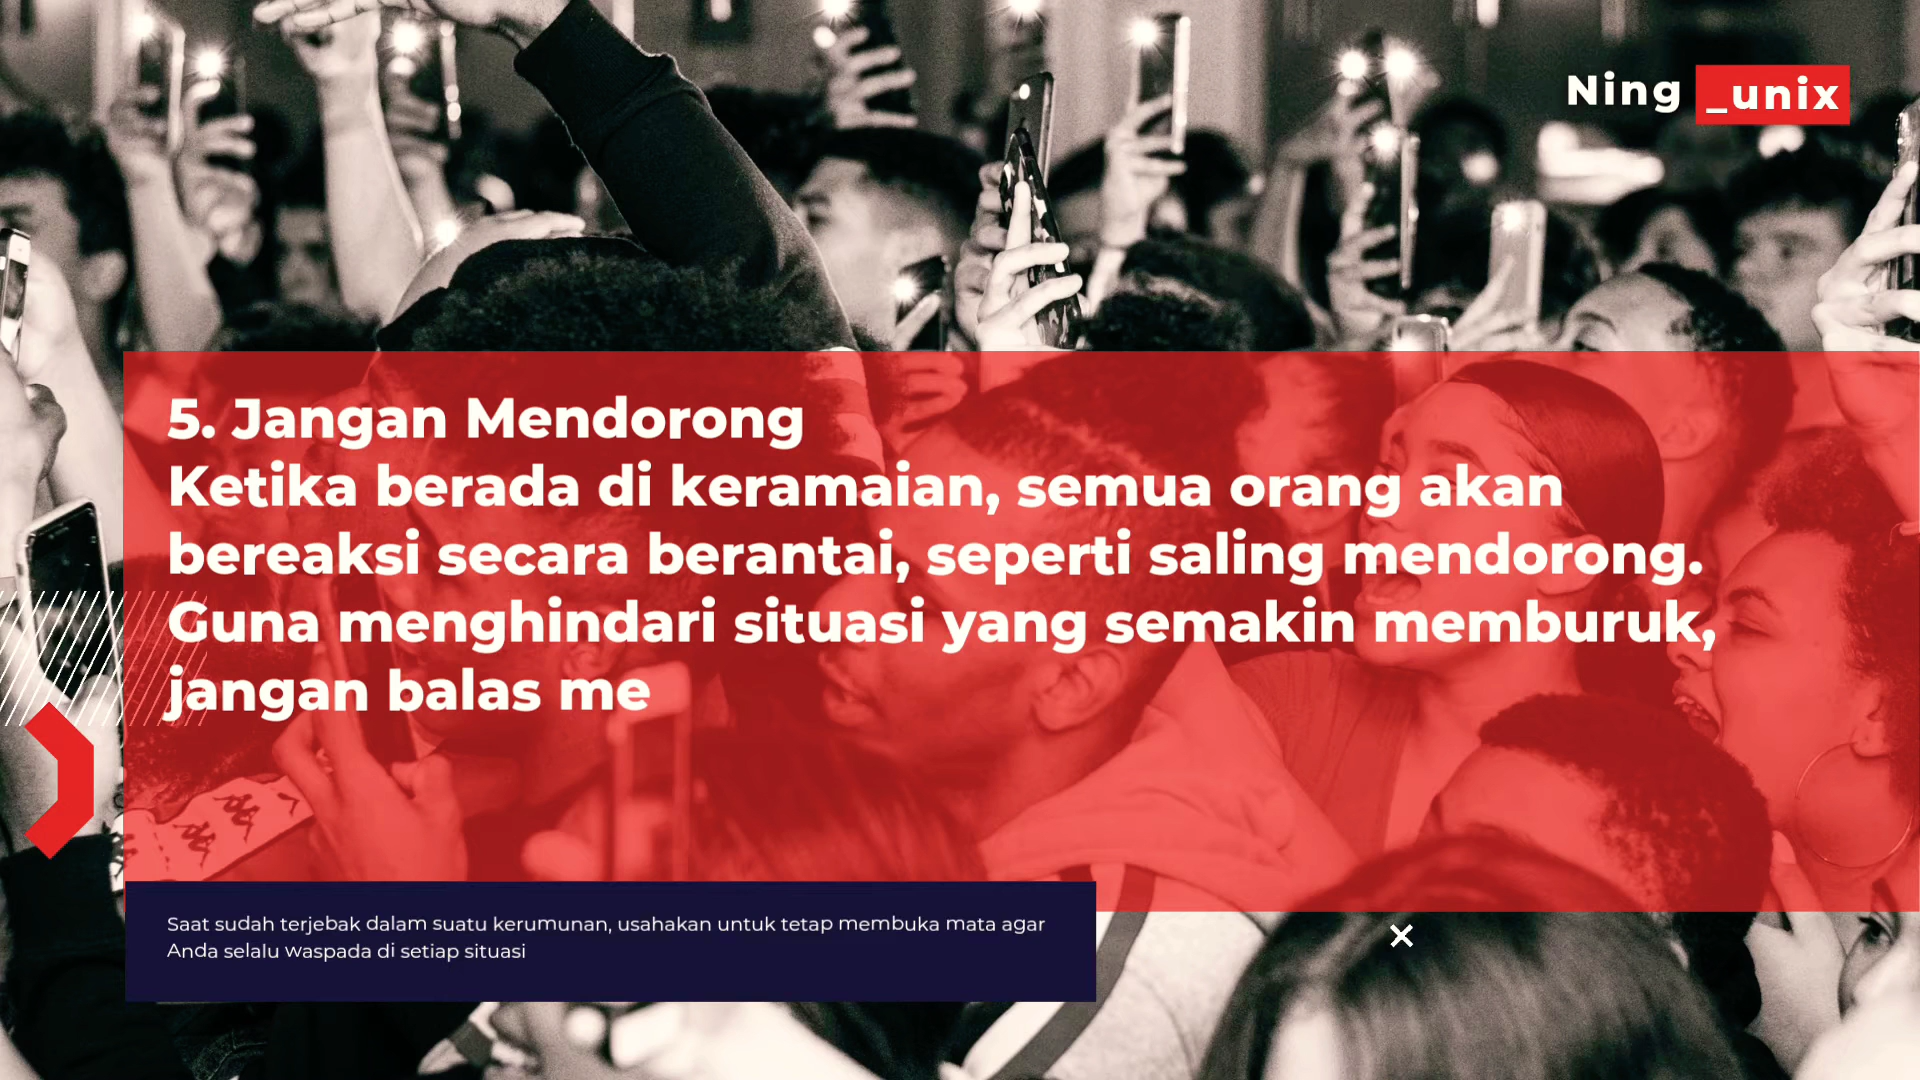 Ning _unix
5. Jangan Mendorong
Ketika berada di keramaian, semua orang akan
bereaksi secara berantai, seperti saling mendorong.
Guna menghindari situasi yang semakin memburuk,
jangan balas me
Saat sudah terjebak dalam suatu kerumunan, usahakan untuk tetap membuka mata agar
Anda selalu waspada di setiap situasi